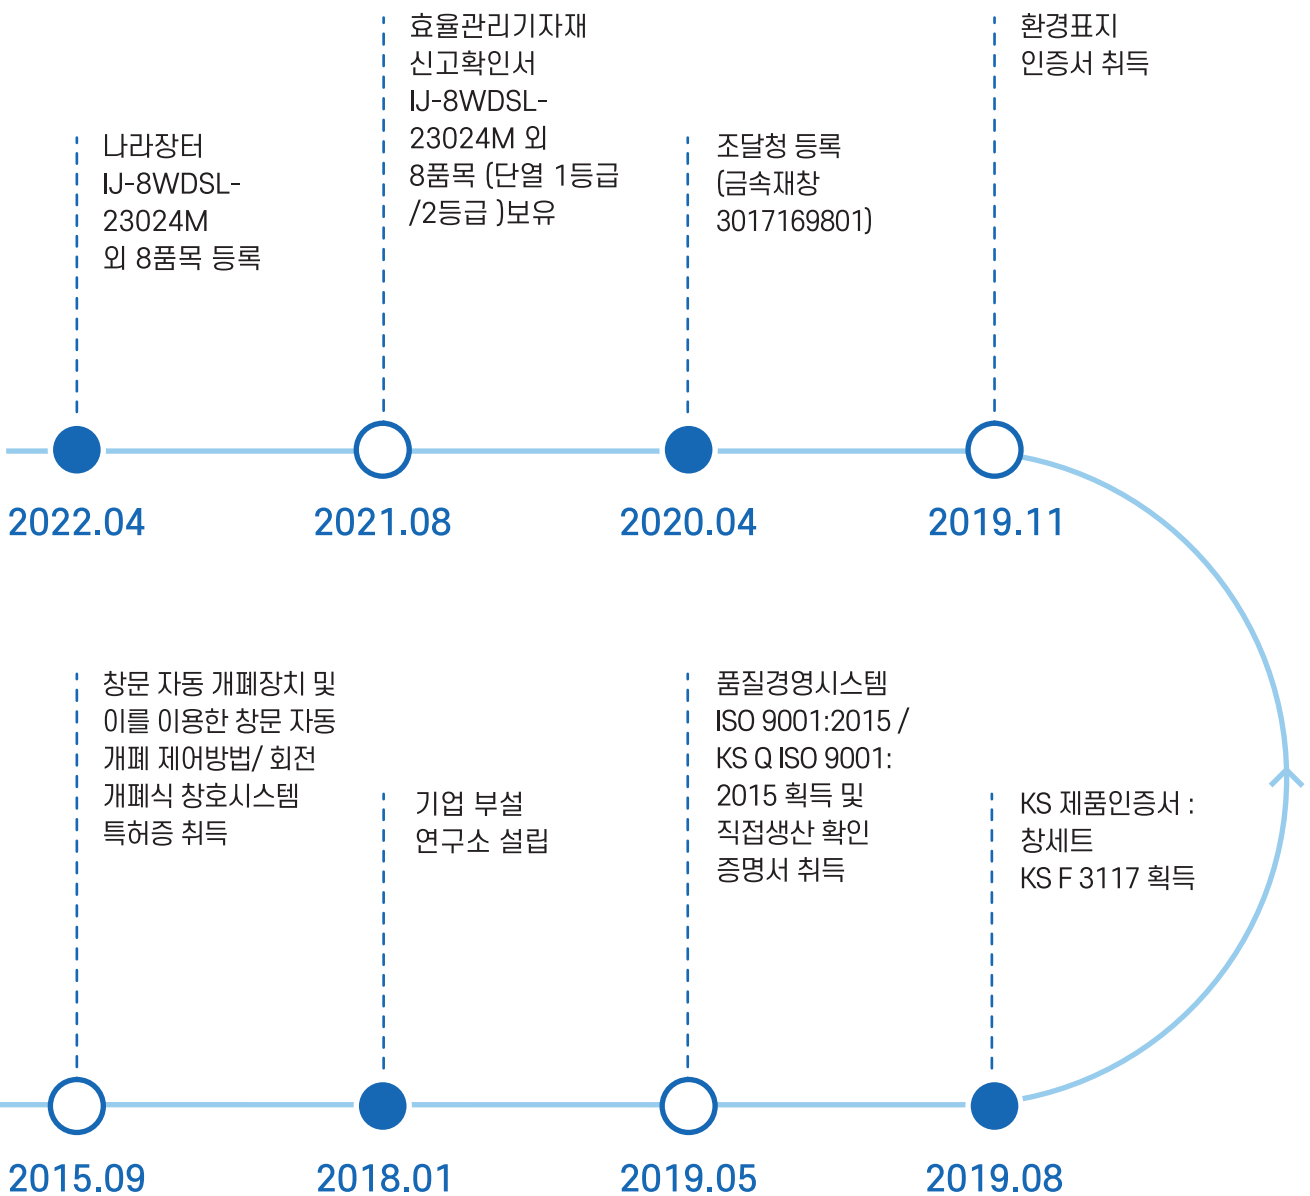 나라장터
IJ-8WDSL-
23024M
외 8품목 등록
2022.04
효율관리기자재
신고확인서
IJ-8WDSL-
23024M 외
8품목 (단열 1등급
/2등급 )보유
2021.08
조달청 등록
(금속재창
3017169801)
2020.04
환경표지
인증서 취득
2019.11
창문 자동 개폐장치 및
이를 이용한 창문 자동
개폐 제어방법/ 회전
개폐식 창호시스템
특허증 취득
2015.09
기업 부설
연구소 설립
2018.01
품질경영시스템
ISO 9001:2015 /
KS Q ISO 9001:
2015 획득 및
직접생산 확인
증명서 취득
2019.05
KS 제품인증서 :
창세트
KS F 3117 획득
2019.08